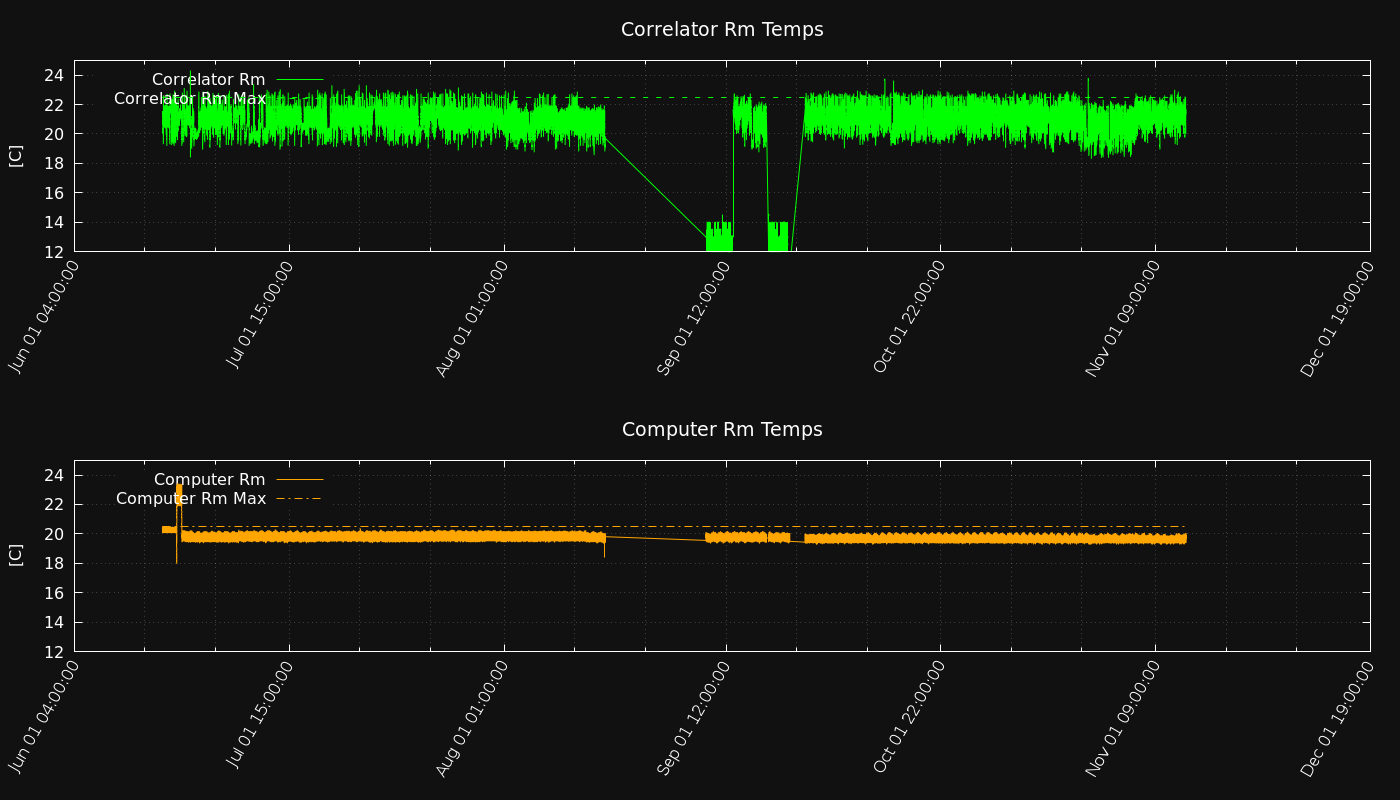 Correlator Rm Temps
Correlator Rm
Correlator Rm Max
[C]
24
22
20
18
16
14
12
Jun 01 04:00:00
Jul 01 15:00:00
Aug 01 01:00:00
Sep 01 12:00:00
Oct 01 22:00:00
Nov 01 09:00:00
Dec 01 19:00:00
Computer Rm Temps
Computer Rm
Computer Rm Max
[C]
24
22
20
18
16
14
12
Jun 01 04:00:00
Jul 01 15:00:00
Aug 01 01:00:00
Sep 01 12:00:00
Oct 01 22:00:00
Nov 01 09:00:00
Dec 01 19:00:00